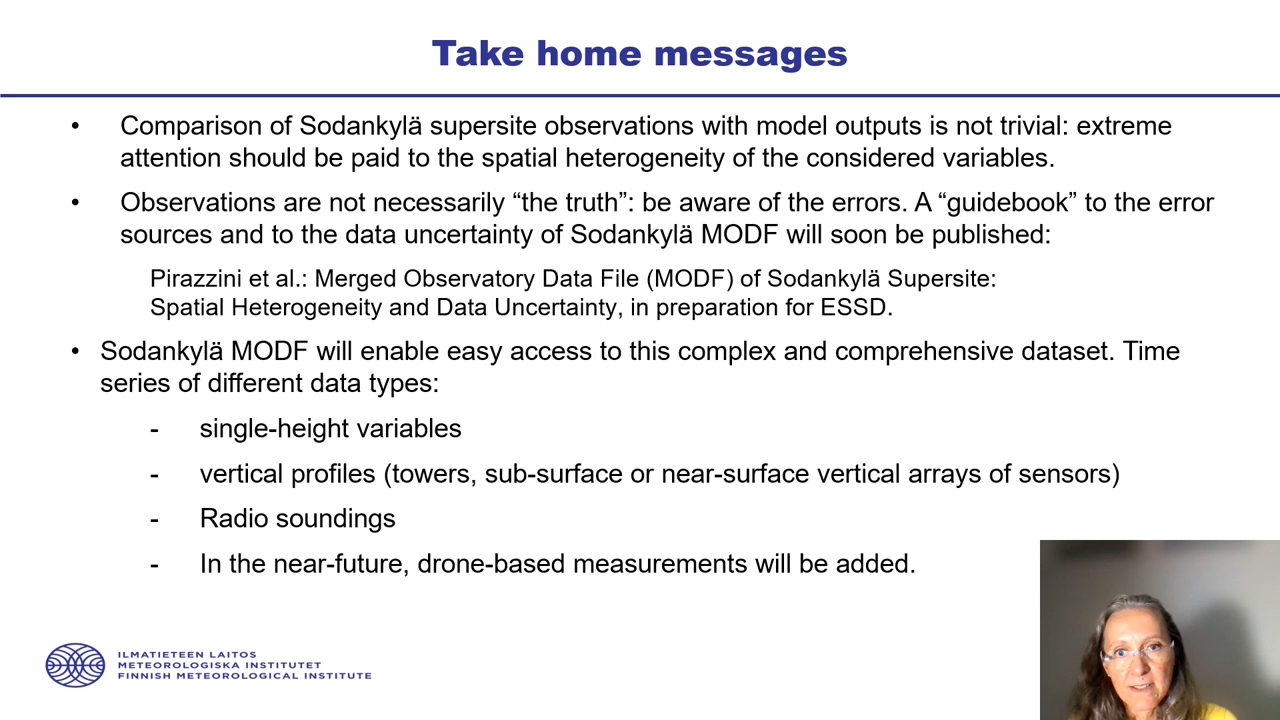 Take home messages
• Comparison of Sodankylä supersite observations with model outputs is not trivial: extreme
attention should be paid to the spatial heterogeneity of the considered variables.
• Observations are not necessarily “the truth”: be aware of the errors. A “guidebook” to the error
sources and to the data uncertainty of Sodankylä MODF will soon be published:
Pirazzini et al.: Merged Observatory Data File (MODF) of Sodankylä Supersite:
Spatial Heterogeneity and Data Uncertainty, in preparation for ESSD.
• Sodankylä MODF will enable easy access to this complex and comprehensive dataset. Time
series of different data types:
- single-height variables
- vertical profiles (towers, sub-surface or near-surface vertical arrays of sensors)
- Radio soundings
- In the near-future, drone-based measurements will be added.
ILMATIETEEN LAITOS
METEOROLOGISKA INSTITUTET
FINNISH METEOROLOGICAL INSTITUTE